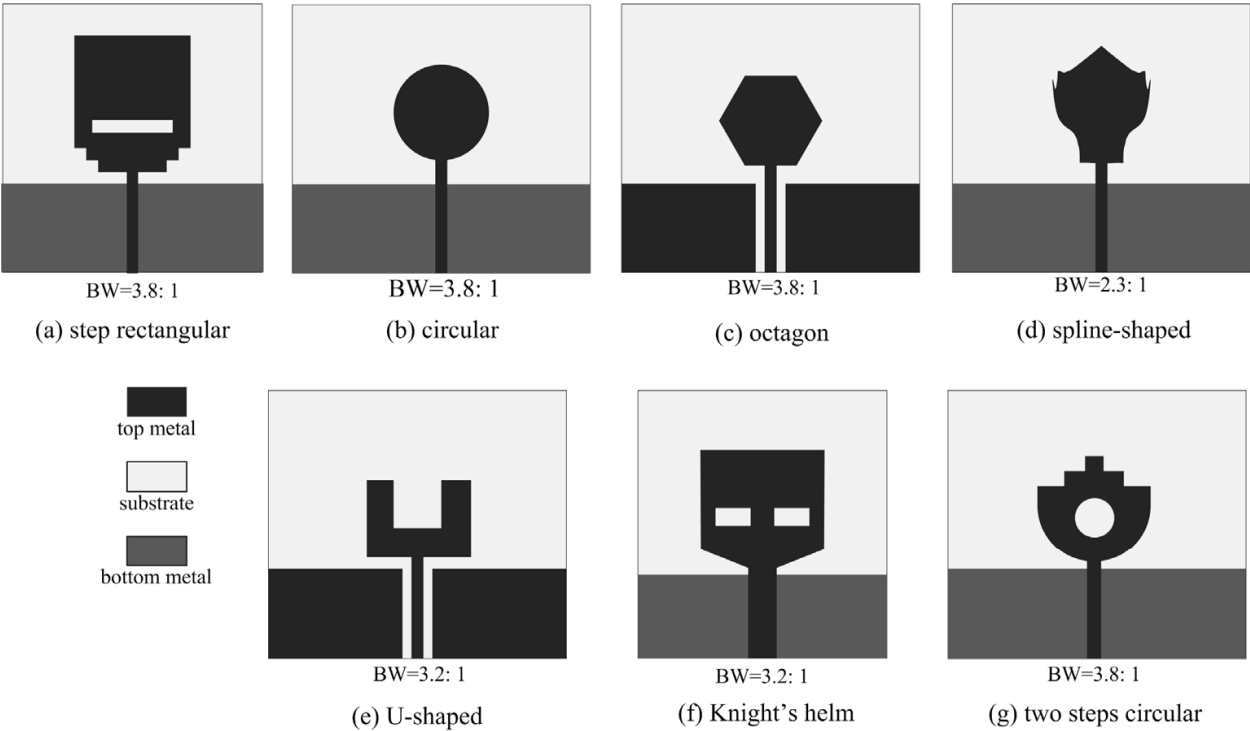 BW=3.8: 1
(a) step rectangular
BW=3.8: 1
(b) circular
BW=3.8: 1
(c) octagon
BW=2.3: 1
(d) spline-shaped
top metal
substrate
bottom metal
BW=3.2: 1
(e) U-shaped
BW=3.2: 1
(f) Knight’s helm
BW=3.8: 1
(g) two steps circular